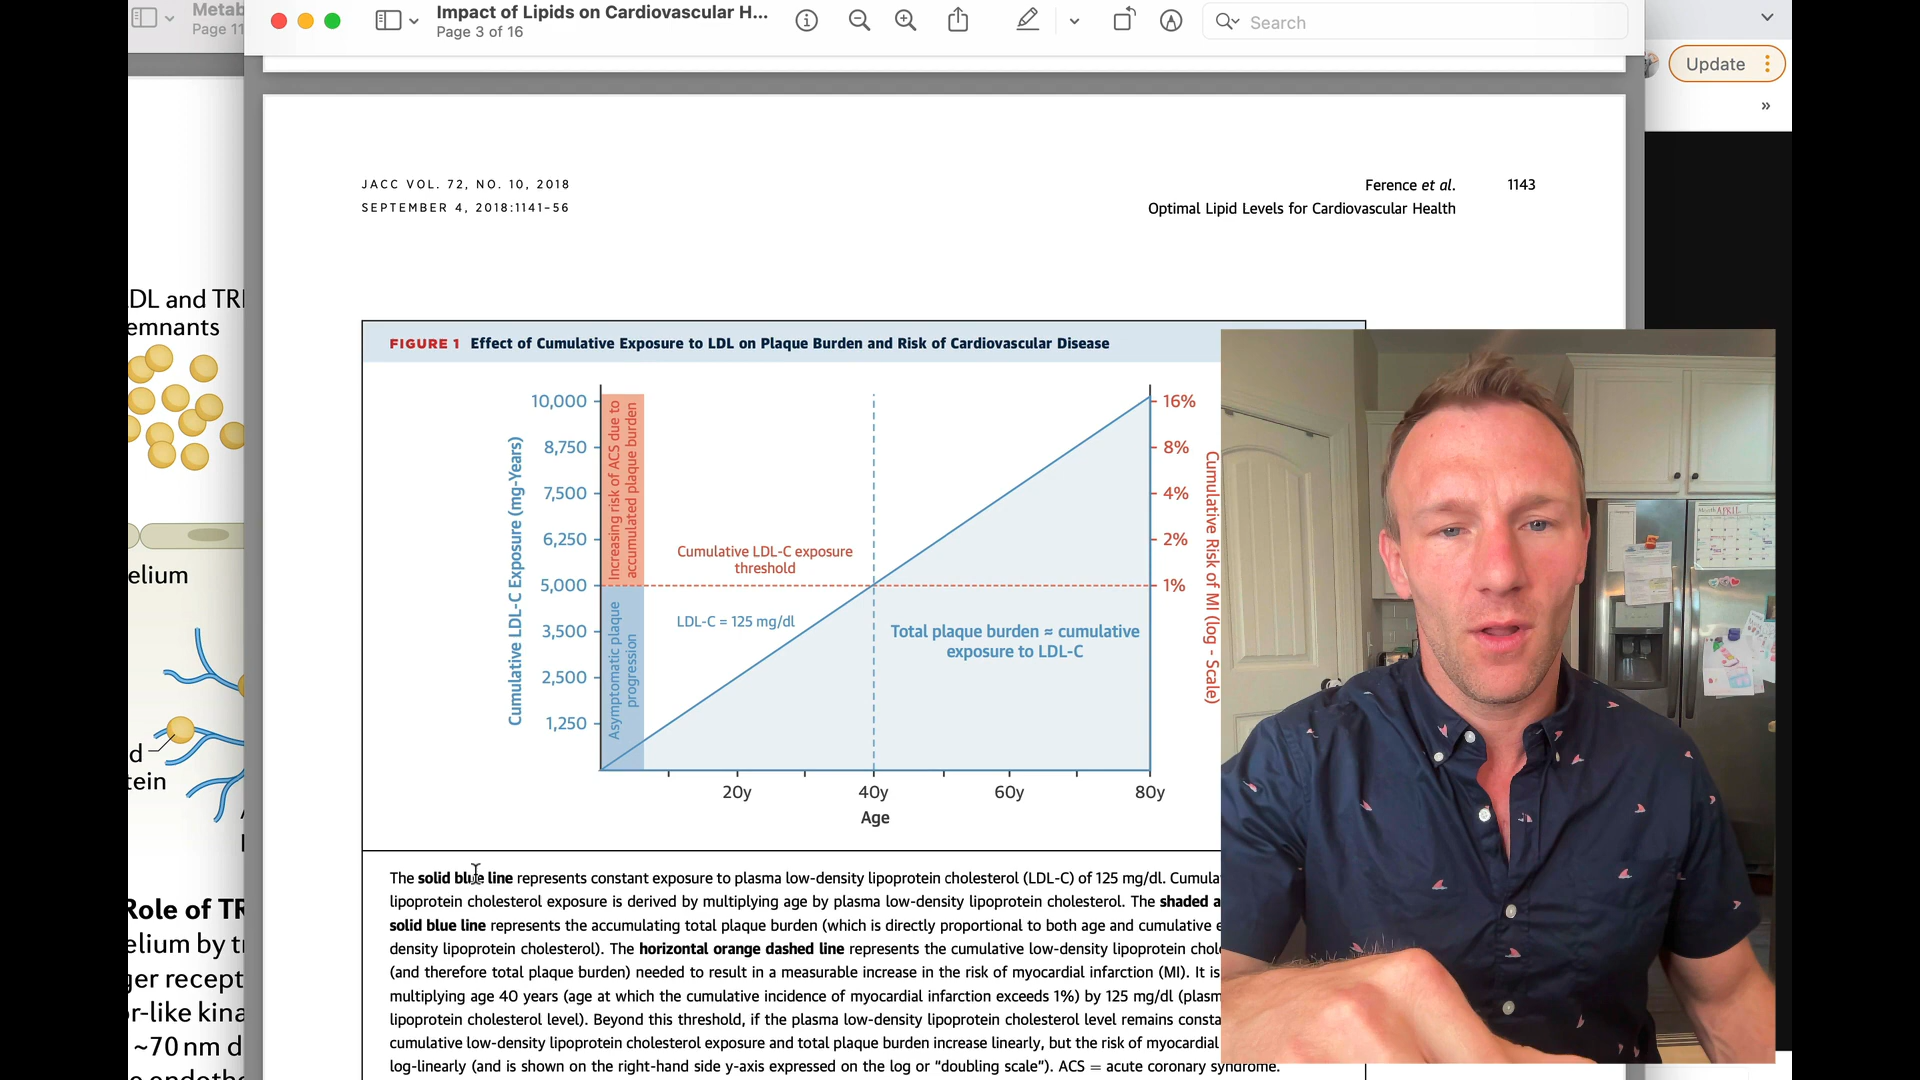 Metab
Page 11
Impact of Lipids on Cardiovascular H...
Page 3 of 16
Search
Update
»
JACC VOL. 72, NO. 10, 2018
SEPTEMBER 4, 2018:1141–56
Ference et al.
1143
Optimal Lipid Levels for Cardiovascular Health
DL and TR
emnants
elium
d
tein
Role of TR
elium by t
ger recept
or-like kina
~70 nm d
FIGURE 1 Effect of Cumulative Exposure to LDL on Plaque Burden and Risk of Cardiovascular Disease
Cumulative LDL-C Exposure (mg-Years)
10,000
8,750
7,500
6,250
5,000
3,500
2,500
1,250
Increasing risk of ACS due to
accumulated plaque burden
Asymptomatic plaque
progression
Cumulative LDL-C exposure
threshold
LDL-C = 125 mg/dl
Total plaque burden ≈ cumulative
exposure to LDL-C
16%
8%
4%
2%
1%
Cumulative Risk of MI (log - Scale)
20y
40y
60y
80y
Age
The solid blue line represents constant exposure to plasma low-density lipoprotein cholesterol (LDL-C) of 125 mg/dl. Cumula
lipoprotein cholesterol exposure is derived by multiplying age by plasma low-density lipoprotein cholesterol. The shaded a
solid blue line represents the accumulating total plaque burden (which is directly proportional to both age and cumulative e
density lipoprotein cholesterol). The horizontal orange dashed line represents the cumulative low-density lipoprotein chol
(and therefore total plaque burden) needed to result in a measurable increase in the risk of myocardial infarction (MI). It is
multiplying age 40 years (age at which the cumulative incidence of myocardial infarction exceeds 1%) by 125 mg/dl (plasm
lipoprotein cholesterol level). Beyond this threshold, if the plasma low-density lipoprotein cholesterol level remains consta
cumulative low-density lipoprotein cholesterol exposure and total plaque burden increase linearly, but the risk of myocardial
log-linearly (and is shown on the right-hand side y-axis expressed on the log or “doubling scale”). ACS = acute coronary syndrome.
APRIL